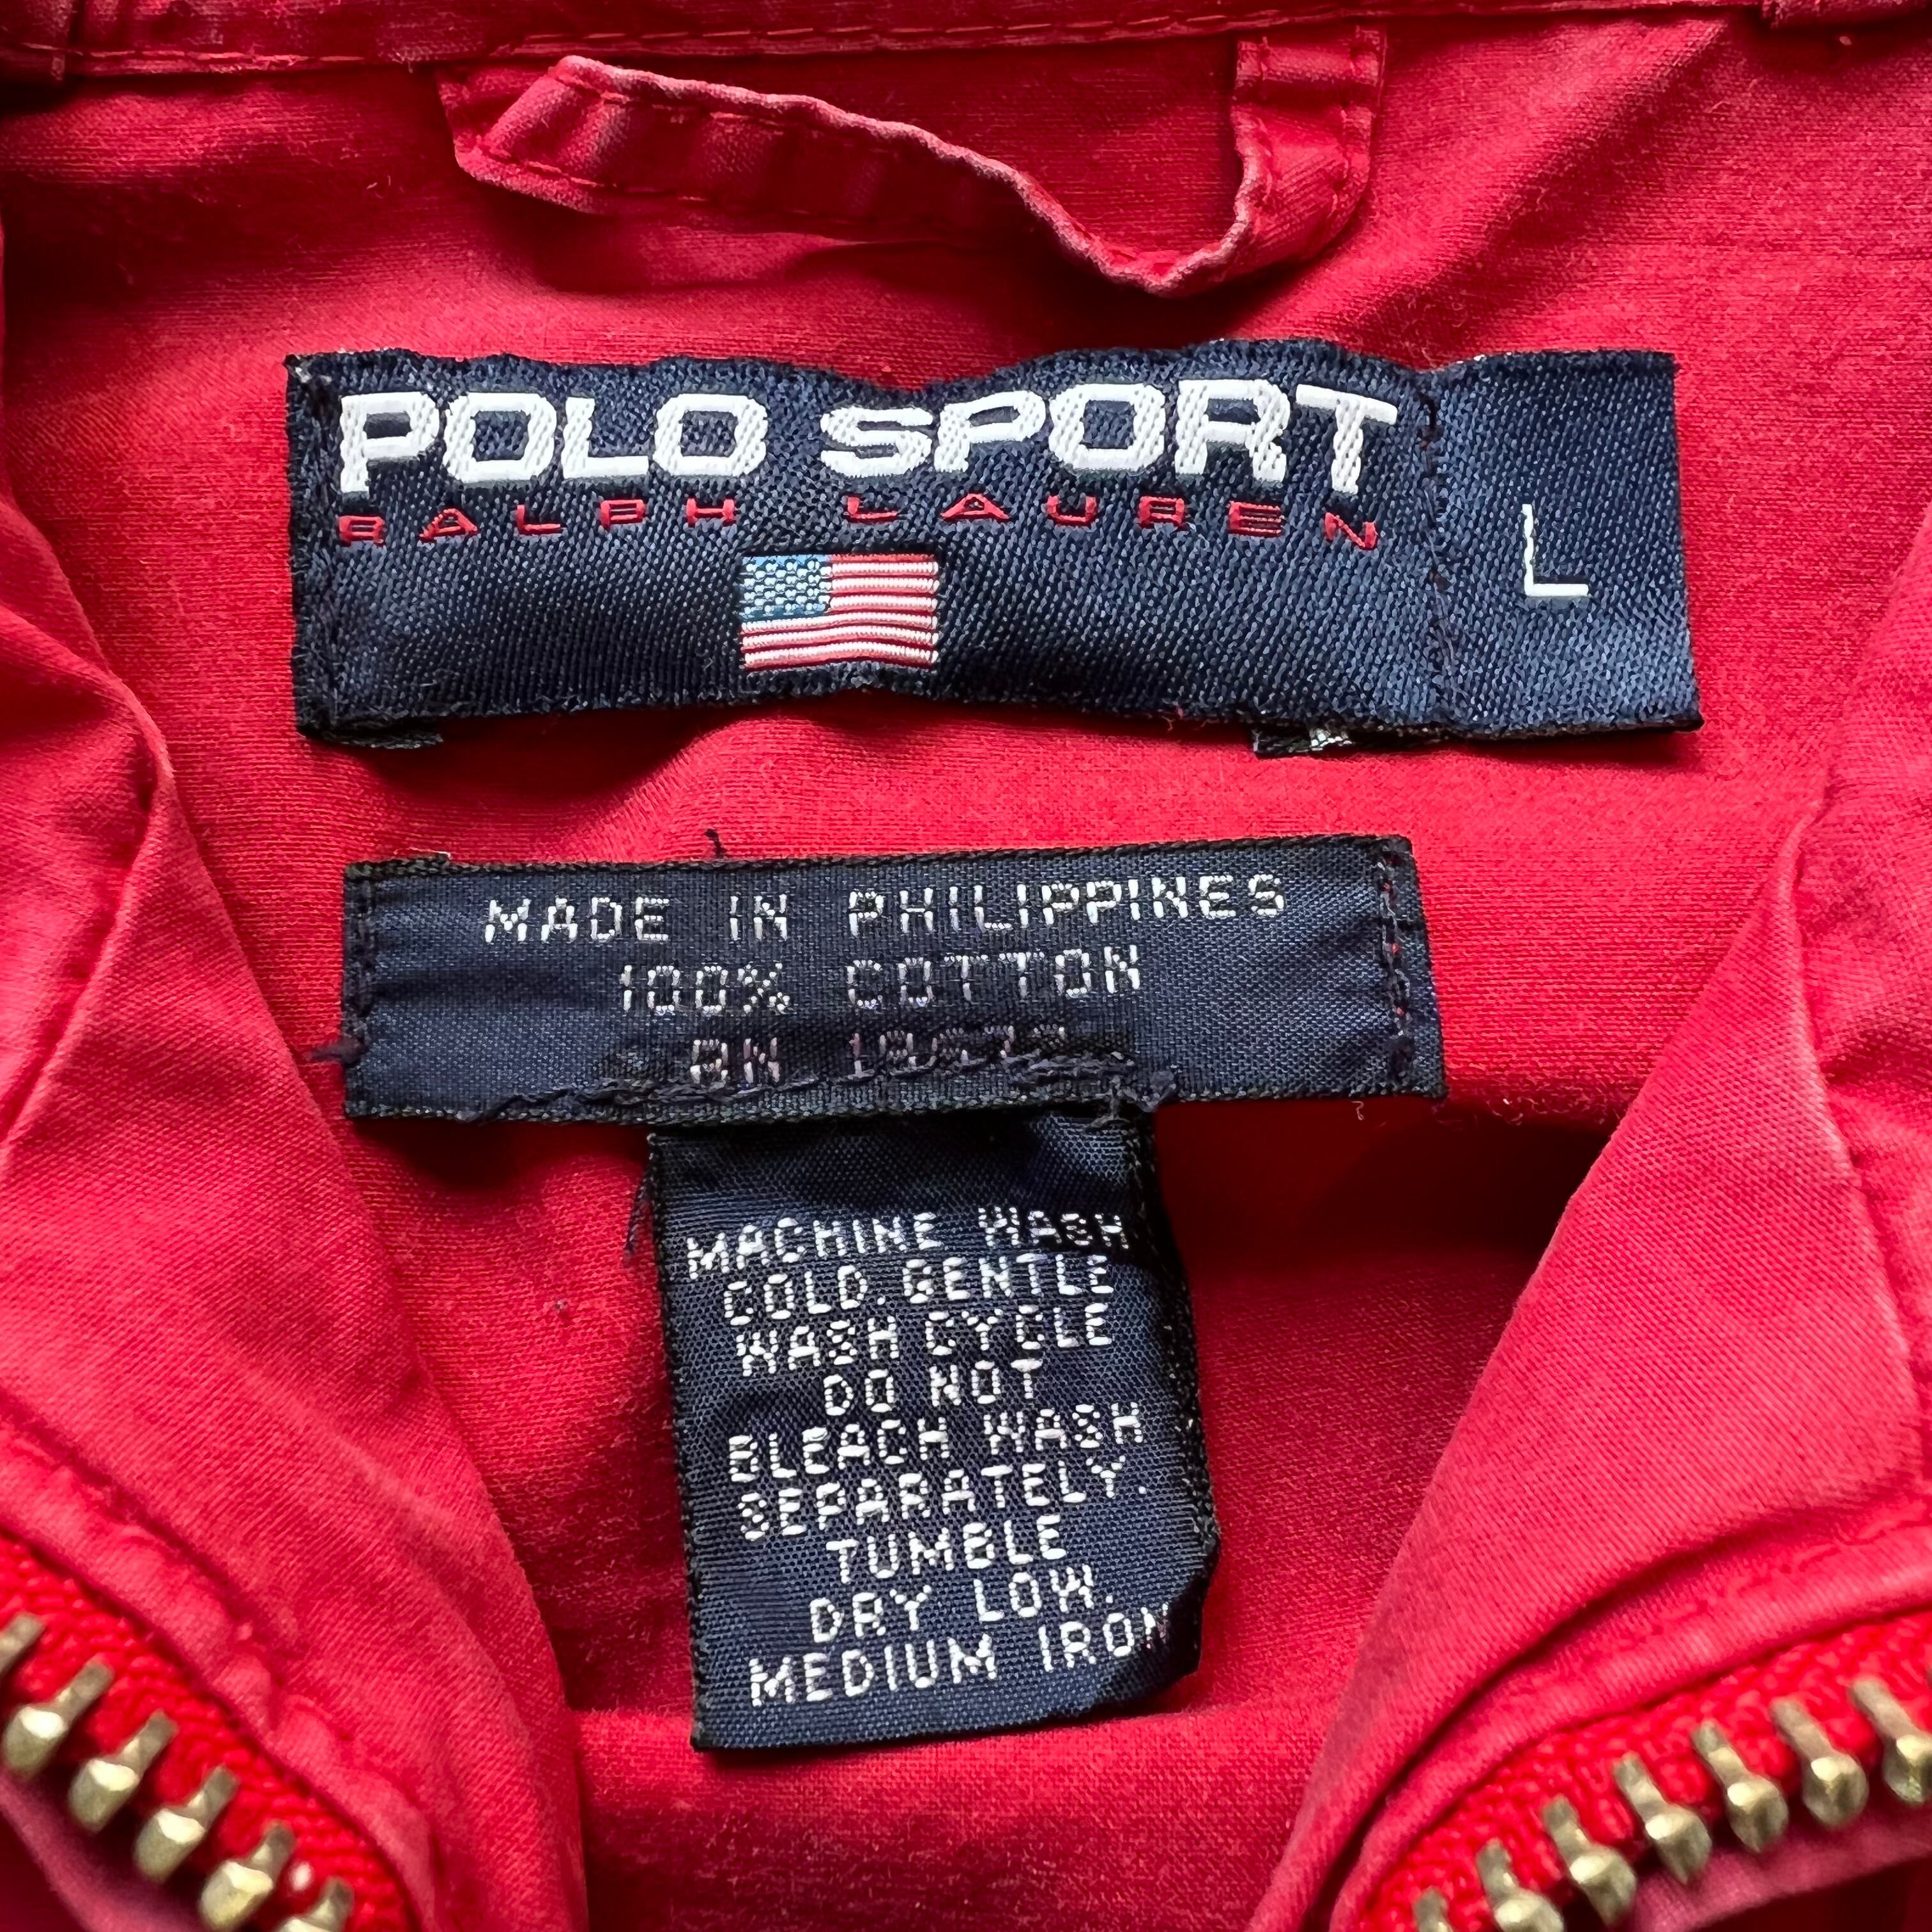 POLO SPORT
RALPH LAUREN
L
MADE IN PHILIPPINES
100% COTTON
RN
MACHINE WASH
COLD. GENTLE
WASH CYCLE
DO NOT
BLEACH WASH
SEPARATELY.
TUMBLE
DRY LOW.
MEDIUM IRON